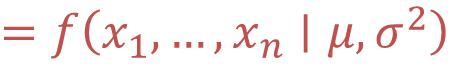 = f(x₁, …, xₙ | μ, σ²)